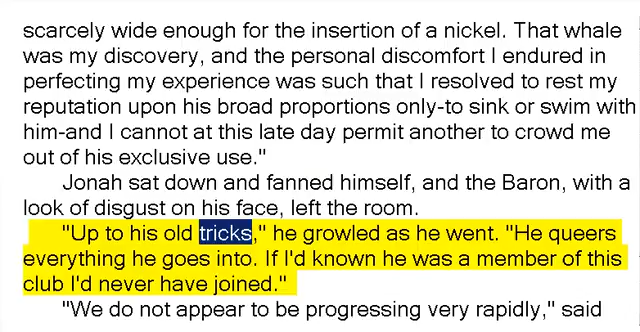 scarcely wide enough for the insertion of a nickel. That whale
was my discovery, and the personal discomfort I endured in
perfecting my experience was such that I resolved to rest my
reputation upon his broad proportions only-to sink or swim with
him-and I cannot at this late day permit another to crowd me
out of his exclusive use."
Jonah sat down and fanned himself, and the Baron, with a
look of disgust on his face, left the room.
"Up to his old tricks," he growled as he went. "He queers
everything he goes into. If I'd known he was a member of this
club I'd never have joined."
"We do not appear to be progressing very rapidly," said